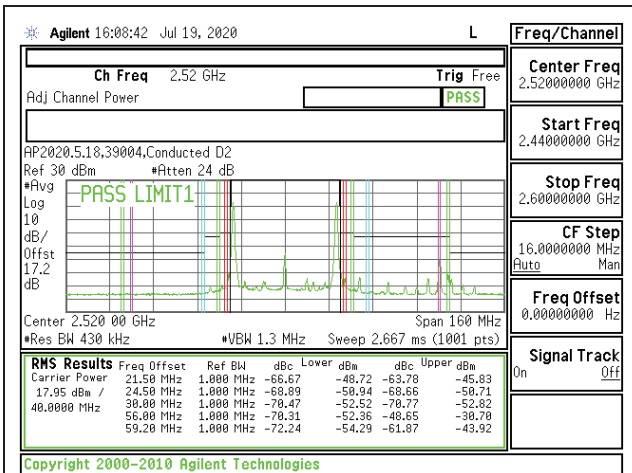 Agilent 16:08:42 Jul 19, 2020 L
Freq/Channel
Ch Freq 2.52 GHz Trig Free
Adj Channel Power PASS
Center Freq
2.52000000 GHz
Start Freq
2.44000000 GHz
Stop Freq
2.60000000 GHz
CF Step
16.0000000 MHz
Auto Man
Freq Offset
0.00000000 Hz
Signal Track
On Off
AP2020.5.18,39004,Conducted D2
Ref 30 dBm #Atten 24 dB
#Avg
Log
10
dB/
Offst
17.2
dB
PASS LIMIT1
Center 2.520 00 GHz Span 160 MHz
#Res BW 430 kHz #VBW 1.3 MHz Sweep 2.667 ms (1001 pts)
RMS Results Freq Offset Ref BW dBc Lower dBm dBc Upper dBm
Carrier Power 21.50 MHz 1.000 MHz -66.67 -48.72 -63.78 -45.83
17.95 dBm / 24.50 MHz 1.000 MHz -68.89 -50.94 -68.66 -50.71
40.0000 MHz 30.00 MHz 1.000 MHz -70.47 -52.52 -70.77 -52.82
56.00 MHz 1.000 MHz -70.31 -52.36 -48.65 -30.70
59.20 MHz 1.000 MHz -72.24 -54.29 -61.87 -43.92
Copyright 2000-2010 Agilent Technologies